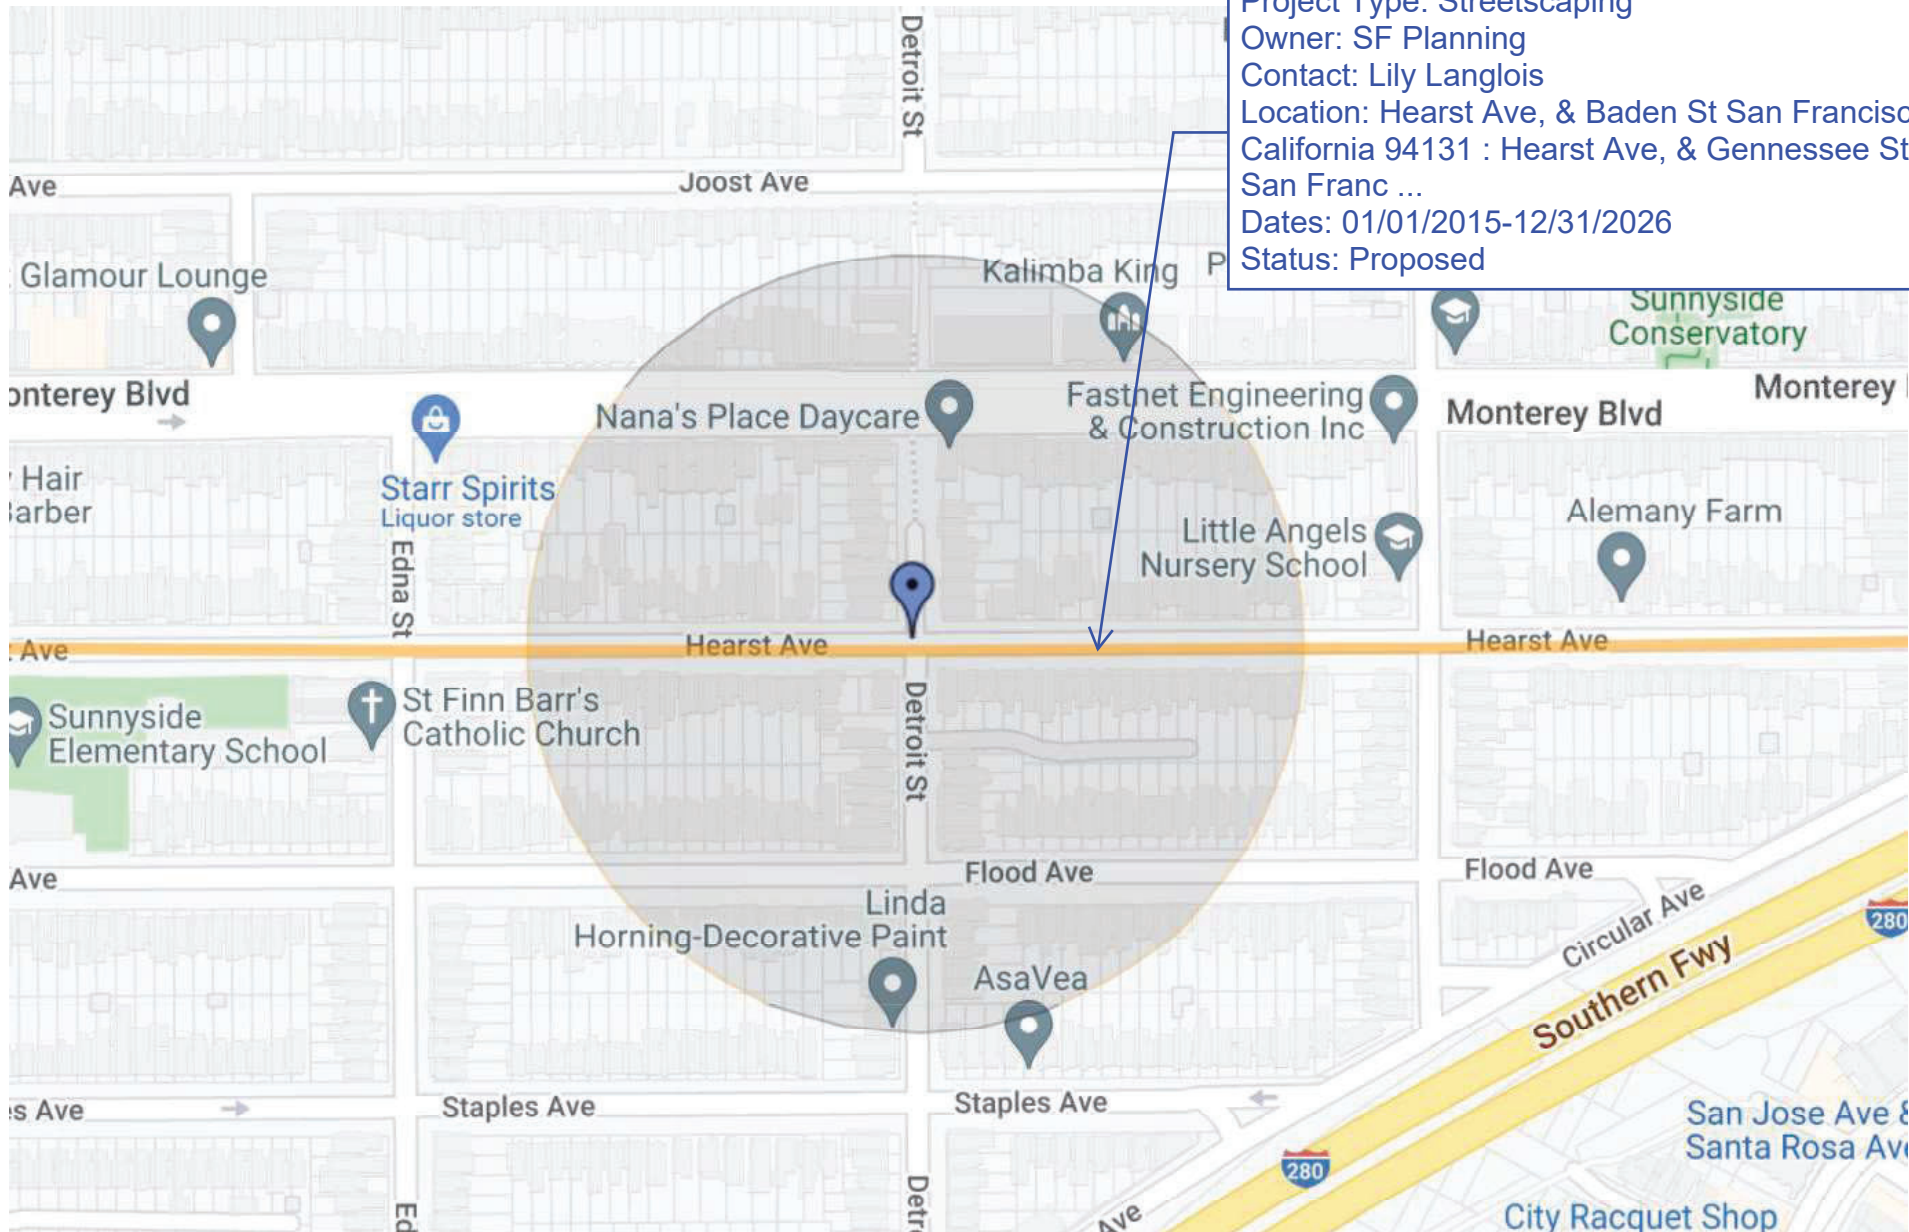 Project Type: Streetscaping
Owner: SF Planning
Contact: Lily Langlois
Location: Hearst Ave, & Baden St San Francisc
California 94131 : Hearst Ave, & Gennessee St
San Franc ...
Dates: 01/01/2015-12/31/2026
Status: Proposed
Detroit St
Ave
Joost Ave
Glamour Lounge
Kalimba King
P
Sunnyside
Conservatory
onterey Blvd
Nana's Place Daycare
Fastnet Engineering
& Construction Inc
Monterey Blvd
Monterey
Hair
Barber
Starr Spirits
Liquor store
Edna St
Little Angels
Nursery School
Alemany Farm
Ave
Hearst Ave
Hearst Ave
Sunnyside
Elementary School
St Finn Barr's
Catholic Church
Detroit St
Ave
Flood Ave
Flood Ave
Linda
Horning-Decorative Paint
AsaVea
Circular Ave
Southern Fwy
280
s Ave
Staples Ave
Staples Ave
San Jose Ave &
Santa Rosa Ave
280
Ed
Detr
Ave
City Racquet Shop